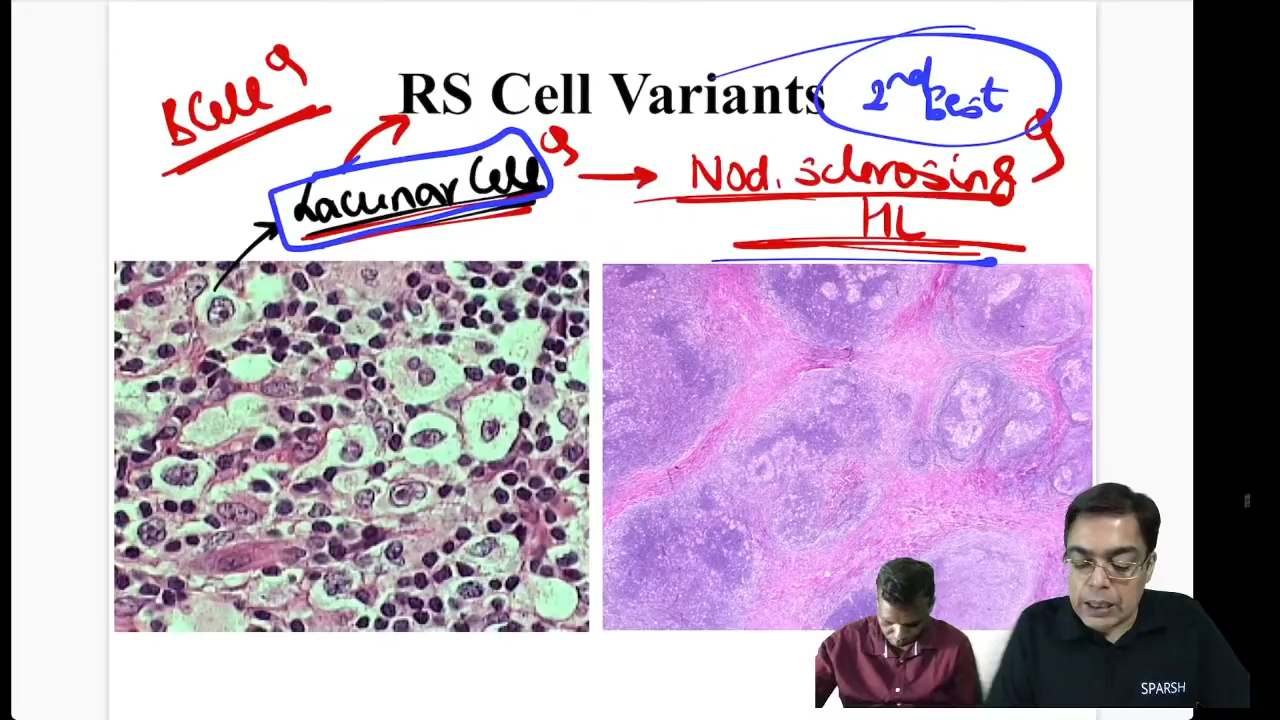 RS Cell Variants
B Cell
2nd Best
Lacunar Cell
Nod. sclerosing
HL
SPARSH